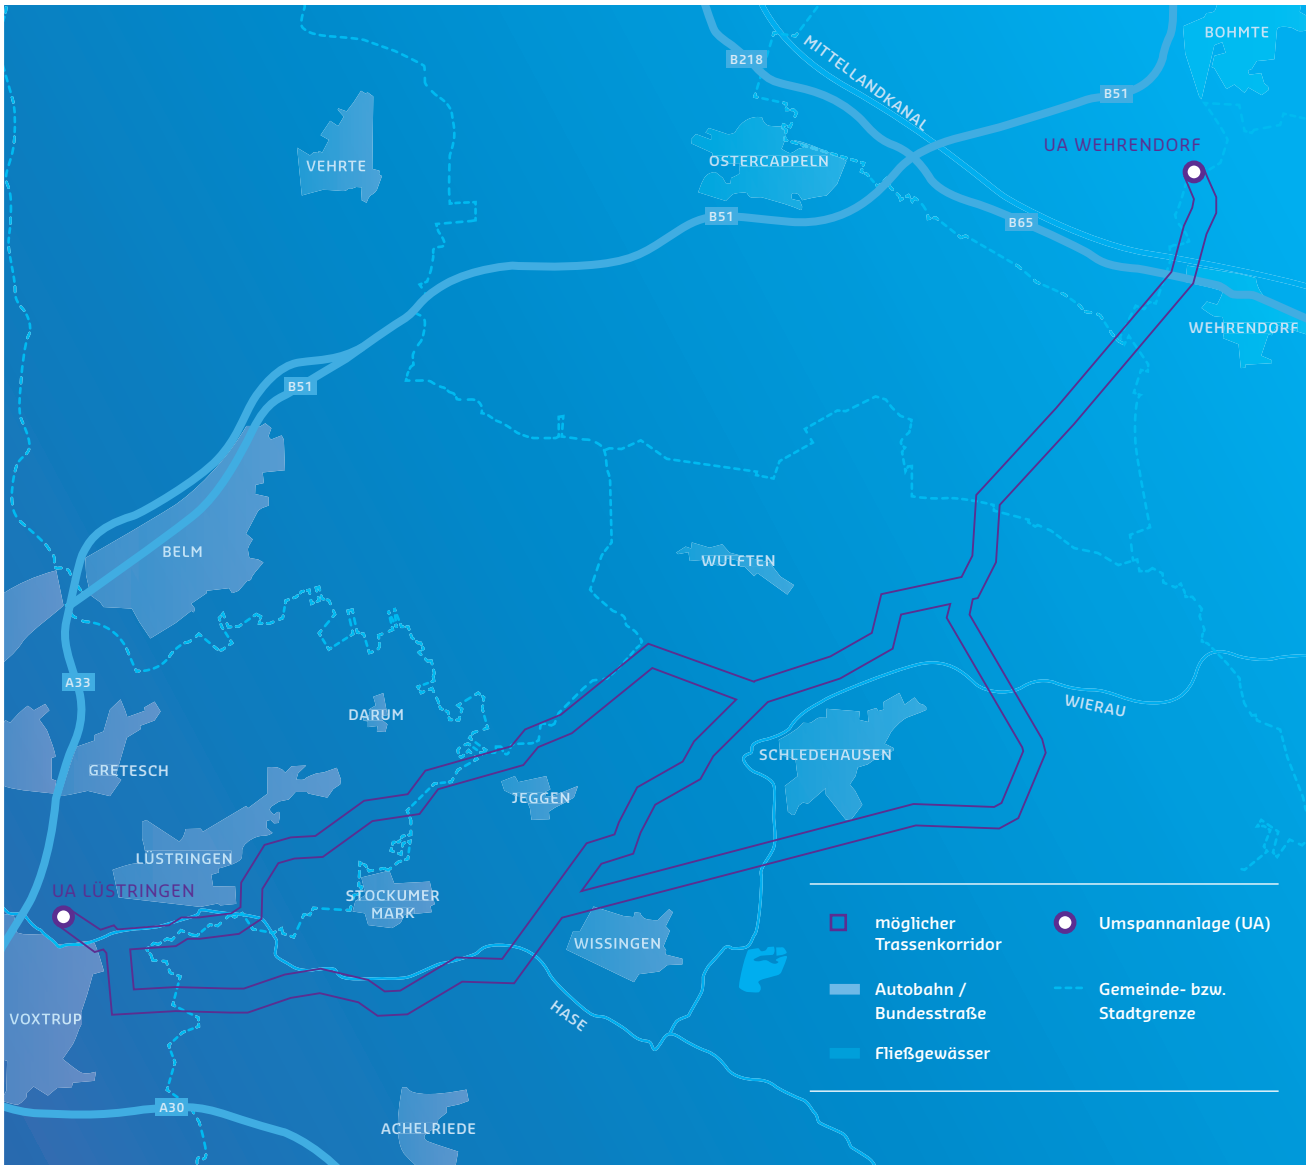 BOHMTE
MITTELLANDKANAL
B218
B51
UA WEHRENDORF
OSTERCAPPELN
VEHRTE
B51
B65
WEHRENDORF
B51
BELM
WULFTEN
A33
WIERAU
DARUM
SCHLEDEHAUSEN
GRETESCH
JEGGEN
LÜSTRINGEN
UA LÜSTRINGEN
STOCKUMER
MARK
WISSINGEN
VOXTRUP
HASE
A30
ACHELRIEDE
möglicher
Trassenkorridor
Umspannanlage (UA)
Autobahn /
Bundesstraße
Gemeinde- bzw.
Stadtgrenze
Fließgewässer